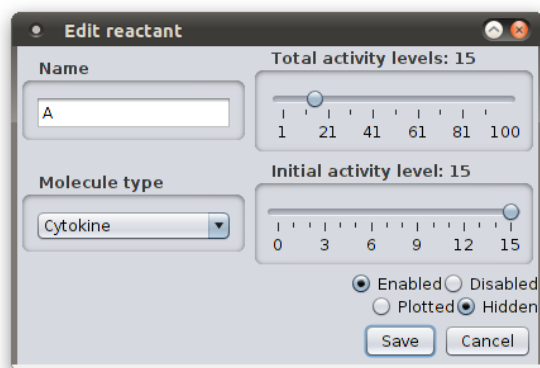 Edit reactant
Name
A
Total activity levels: 15
1 21 41 61 81 100
Molecule type
Cytokine
Initial activity level: 15
0 3 6 9 12 15
Enabled Disabled
Plotted Hidden
Save Cancel